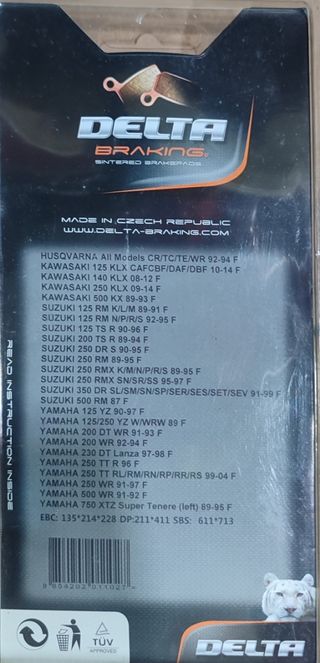 DELTA
BRAKING
SINTERED BRAKEPADS
MADE IN CZECH REPUBLIC
WWW.DELTA-BRAKING.COM
HUSQVARNA All Models CR/TC/TE/WR 92-94 F
KAWASAKI 125 KLX CAFCBF/DAF/DBF 10-14 F
KAWASAKI 140 KLX 08-12 F
KAWASAKI 250 KLX 09-14 F
KAWASAKI 500 KX 89-93 F
SUZUKI 125 RM K/L/M 89-91 F
SUZUKI 125 RM N/P/R/S 92-95 F
SUZUKI 125 TS R 90-96 F
SUZUKI 200 TS R 89-94 F
SUZUKI 250 DR S 90-95 F
SUZUKI 250 RM 89-95 F
SUZUKI 250 RMX K/M/N/P/R/S 89-95 F
SUZUKI 250 RMX SN/SR/SS 95-97 F
SUZUKI 350 DR SL/SM/SN/SP/SER/SES/SET/SEV 91-99 F
SUZUKI 500 RM 87 F
YAMAHA 125 YZ 90-97 F
YAMAHA 125/250 YZ W/WRW 89 F
YAMAHA 200 DT WR 91-93 F
YAMAHA 200 WR 92-94 F
YAMAHA 230 DT Lanza 97-98 F
YAMAHA 250 TT R 96 F
YAMAHA 250 TT RL/RM/RN/RP/RR/RS 99-04 F
YAMAHA 250 WR 91-97 F
YAMAHA 500 WR 91-92 F
YAMAHA 750 XTZ Super Tenere (left) 89-95 F
EBC: 135*214*228 DP:211*411 SBS: 611*713
READ INSTRUCTION INSIDE
TÜV
APPROVED
DELTA